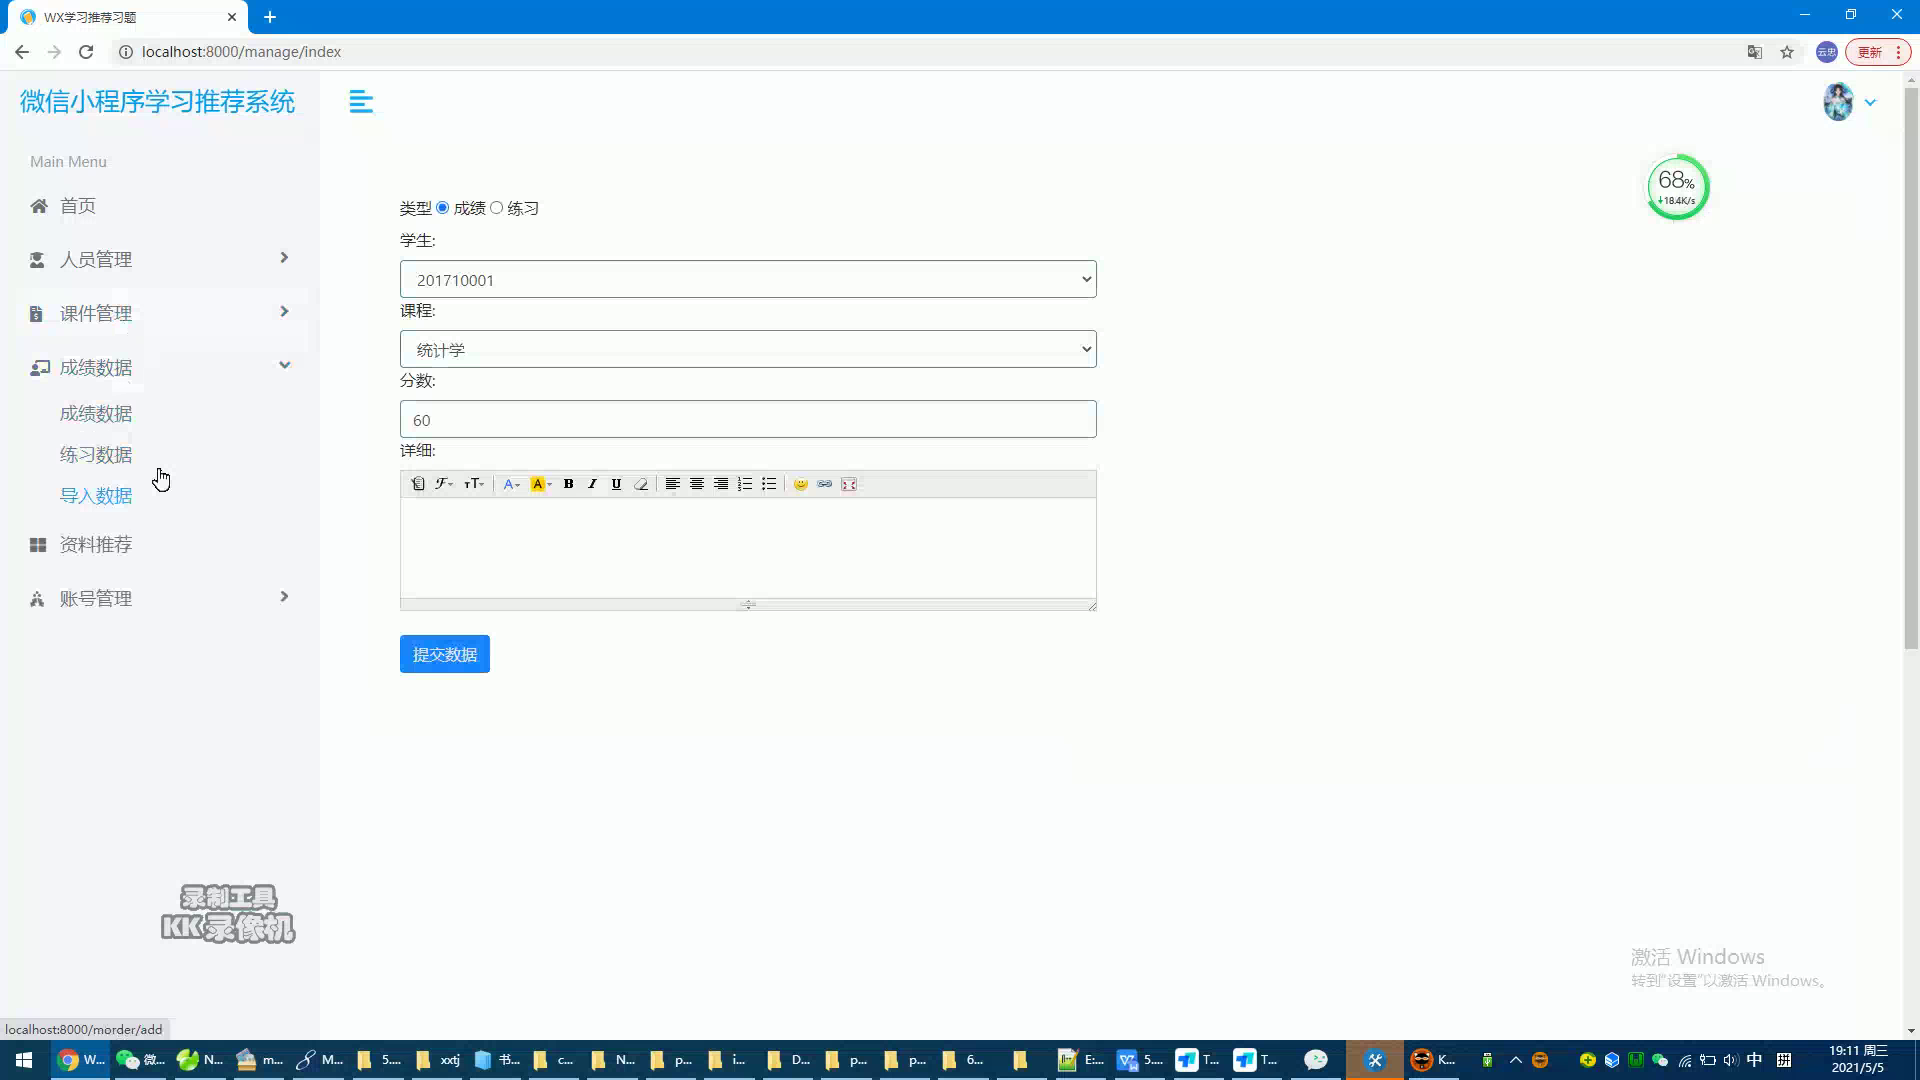 WX学习推荐习题
localhost:8000/manage/index
云忠
更新
微信小程序学习推荐系统
Main Menu
首页
人员管理
课件管理
成绩数据
成绩数据
练习数据
导入数据
资料推荐
账号管理
68%
18.4K/s
类型 成绩 练习
学生:
201710001
课程:
统计学
分数:
60
详细:
提交数据
录制工具
KK录像机
激活 Windows
转到"设置"以激活 Windows。
localhost:8000/morder/add
W... 微... N... m... M... 5.... xxtj 书... c... N... p... i... D... p... p... 6... E:... 5.... T... T... K... 中 拼
19:11 周三
2021/5/5